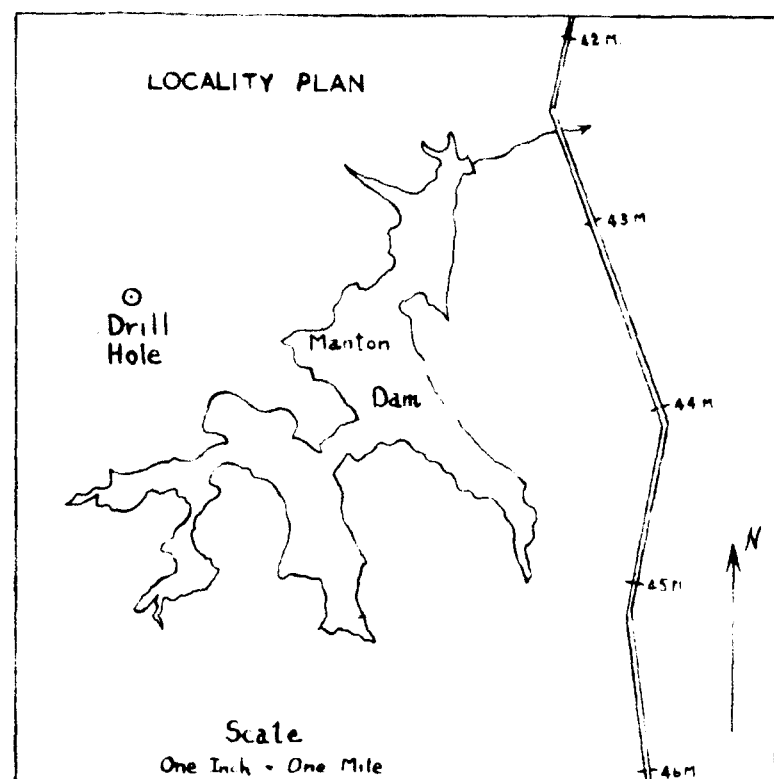 42 M.
LOCALITY PLAN
43 M
Drill
Hole
Manton
Dam
44 M
N
45 M
Scale
One Inch = One Mile
46 M